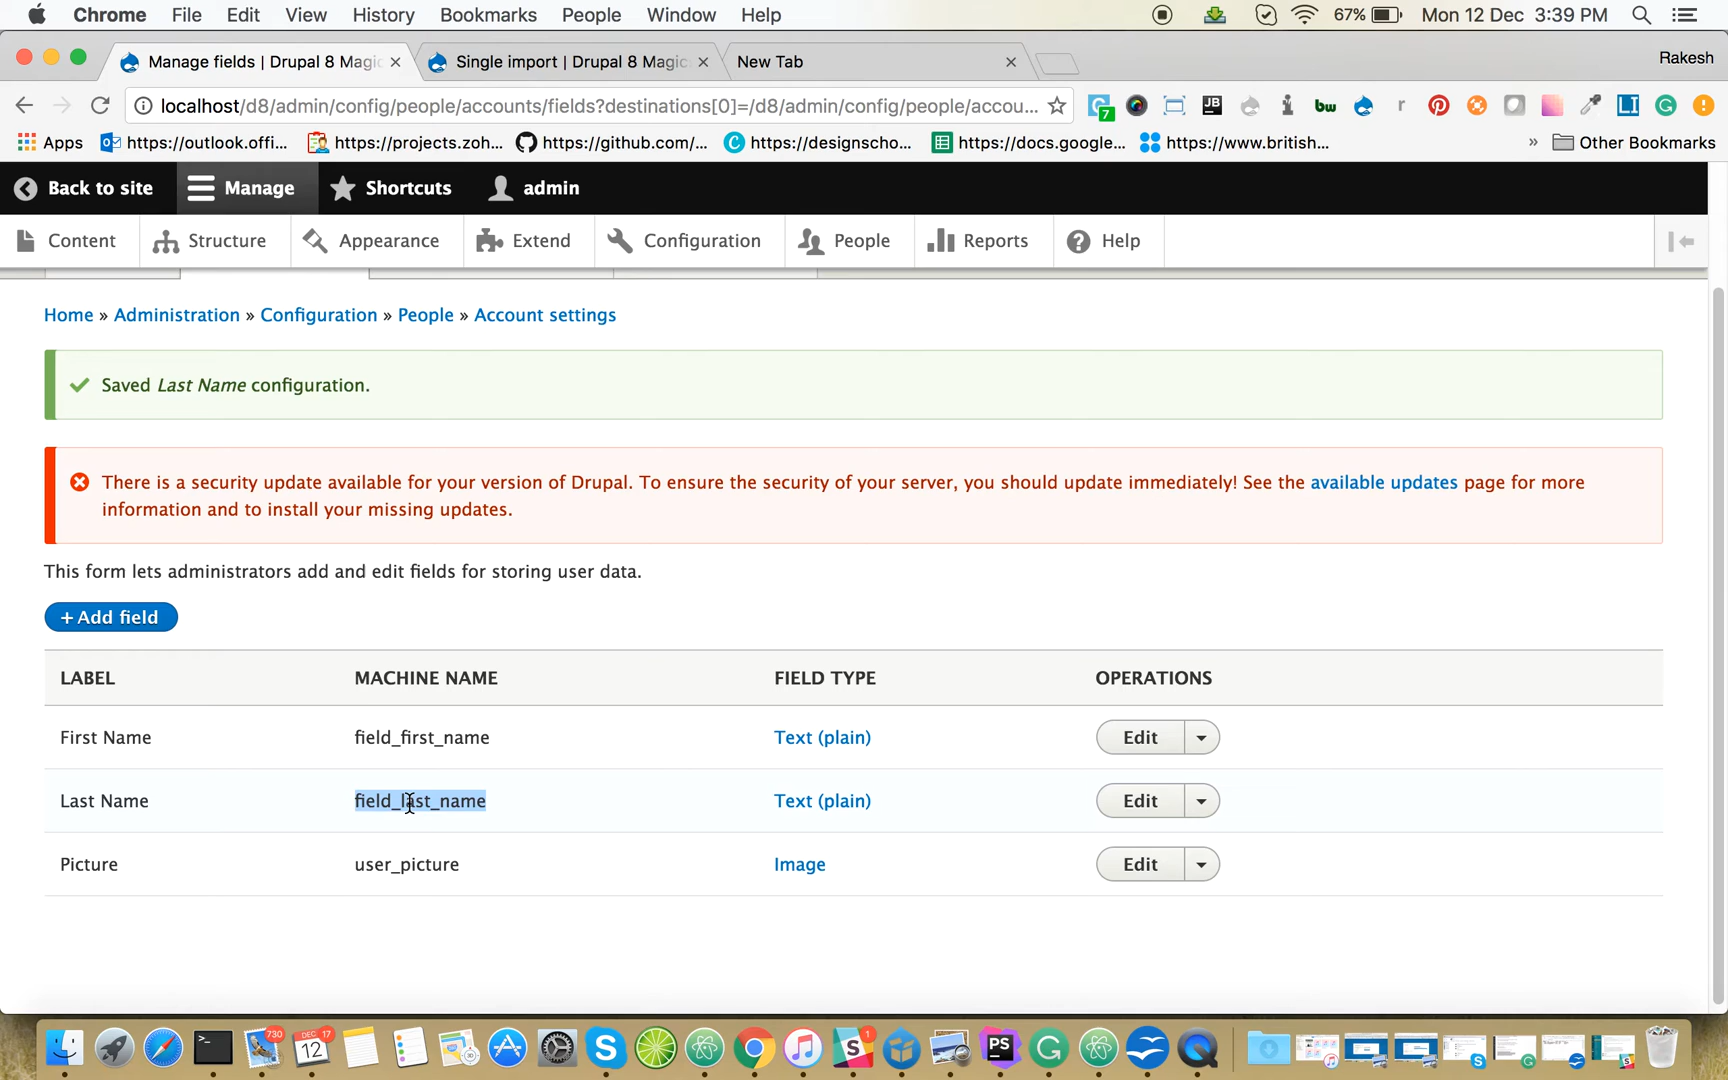 Chrome File Edit View History Bookmarks People Window Help 67% Mon 12 Dec 3:39 PM
Manage fields | Drupal 8 Magic Single import | Drupal 8 Magic New Tab Rakesh
localhost/d8/admin/config/people/accounts/fields?destinations[0]=/d8/admin/config/people/accou...
Apps https://outlook.offi... https://projects.zoh... https://github.com/... https://designscho... https://docs.google... https://www.british... » Other Bookmarks
Back to site Manage Shortcuts admin
Content Structure Appearance Extend Configuration People Reports Help
Home » Administration » Configuration » People » Account settings
Saved Last Name configuration.
There is a security update available for your version of Drupal. To ensure the security of your server, you should update immediately! See the available updates page for more
information and to install your missing updates.
This form lets administrators add and edit fields for storing user data.
+ Add field
LABEL MACHINE NAME FIELD TYPE OPERATIONS
First Name field_first_name Text (plain) Edit
Last Name field_last_name Text (plain) Edit
Picture user_picture Image Edit